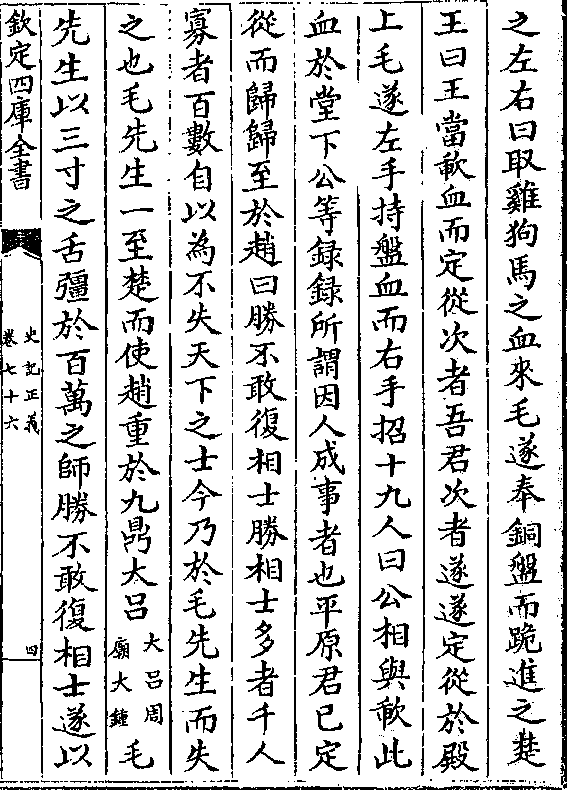 之左右曰取雞狗馬之血來毛遂奉銅盤而跪進之楚
王曰王當歃血而定從次者吾君次者遂遂定從於殿
上毛遂左手持盤血而右手招十九人曰公相與歃此
血於堂下公等録録所謂因人成事者也平原君已定
從而歸歸至於趙曰勝不敢復相士勝相士多者千人
寡者百數自以為不失天下之士今乃於毛先生而失
之也毛先生一至楚而使趙重於九鼎大吕大吕周廟大鐘毛
先生以三寸之舌彊於百萬之師勝不敢復相士遂以
欽定四庫全書
史記正義
卷七十六
四